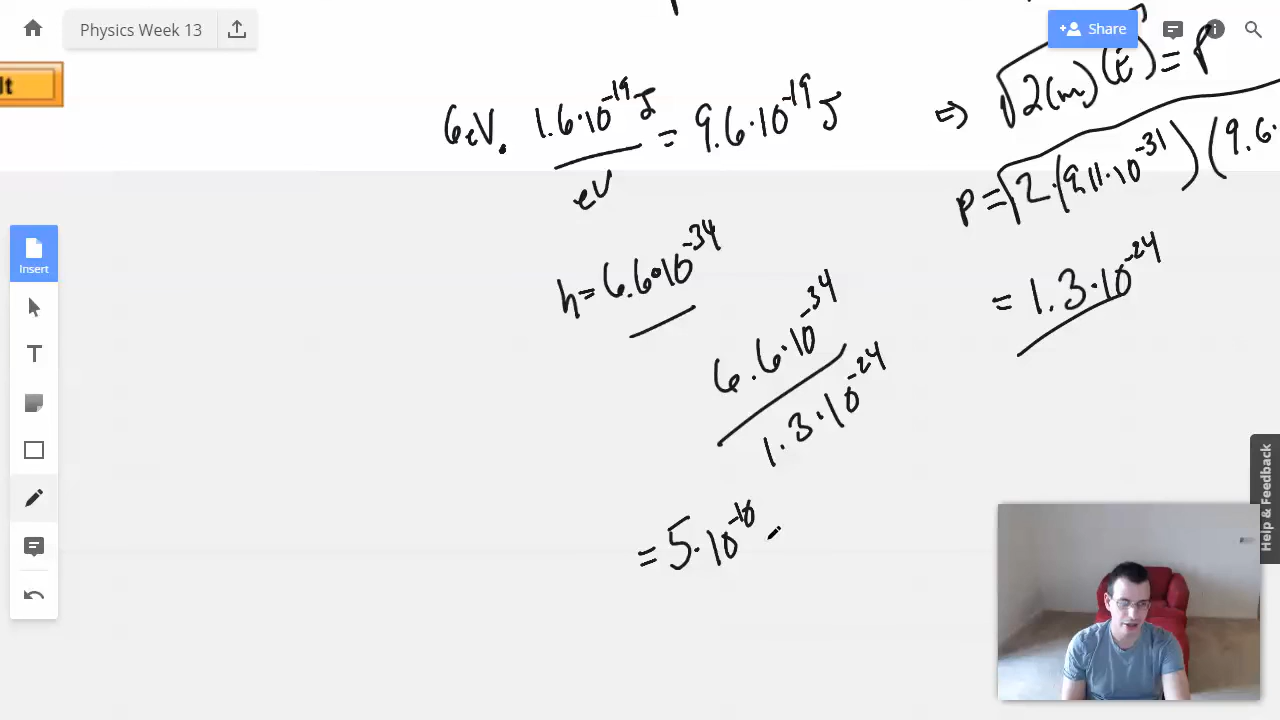 Physics Week 13
Share
lt
6eV. 1.6·10^-19 J / eV = 9.6·10^-19 J
=> √2(m)(E) = P
P = √2·(9.11·10^-31)(9.6·
= 1.3·10^-24
h = 6.6·10^-34
6.6·10^-34 / 1.3·10^-24
= 5·10^-10
Insert
T
Help & Feedback